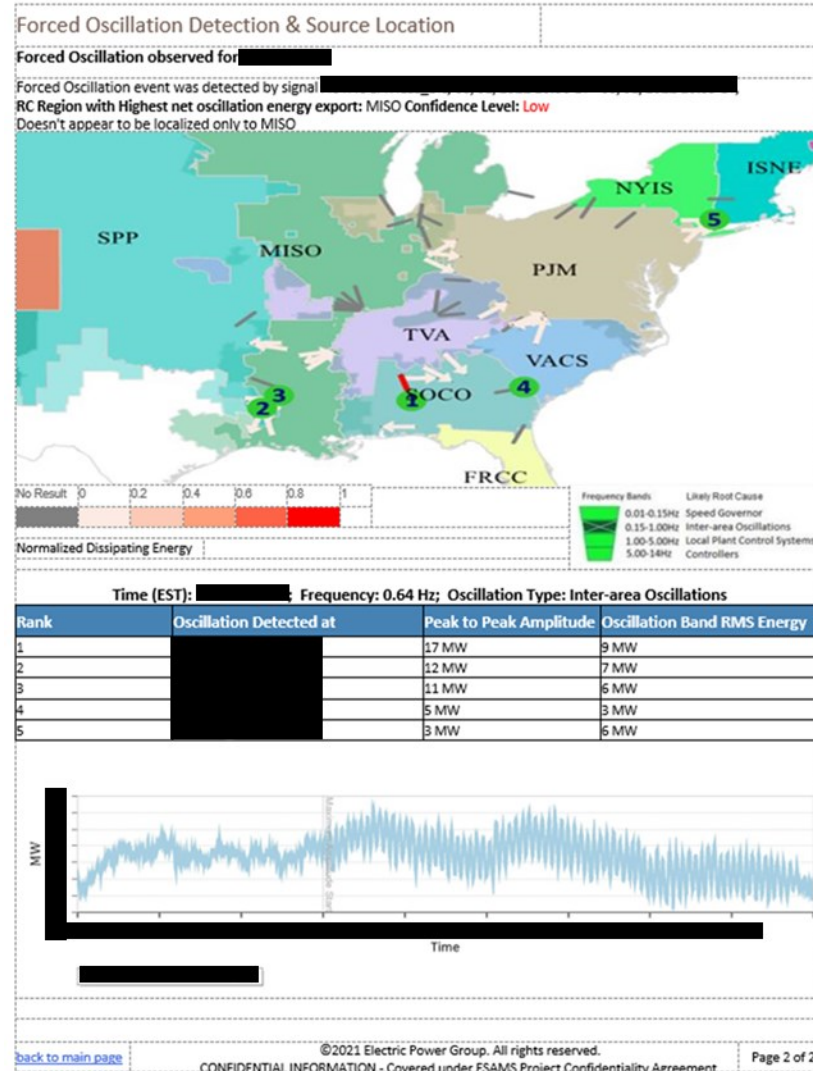 Forced Oscillation Detection & Source Location
Forced Oscillation observed for
Forced Oscillation event was detected by signal
RC Region with Highest net oscillation energy export: MISO Confidence Level: Low
Doesn't appear to be localized only to MISO
ISNE
NYIS
5
SPP
MISO
PJM
TVA
VACS
3
2
SOCO
1
4
FRCC
No Result 0 0.2 0.4 0.6 0.8 1
Normalized Dissipating Energy
Frequency Bands Likely Root Cause
0.01-0.15Hz Speed Governor
0.15-1.00Hz Inter-area Oscillations
1.00-5.00Hz Local Plant Control Systems
5.00-14Hz Controllers
Time (EST): ; Frequency: 0.64 Hz; Oscillation Type: Inter-area Oscillations
Rank Oscillation Detected at Peak to Peak Amplitude Oscillation Band RMS Energy
1 17 MW 9 MW
2 12 MW 7 MW
3 11 MW 6 MW
4 5 MW 3 MW
5 3 MW 6 MW
MW
Maximum Amplitude Start
Time
back to main page
©2021 Electric Power Group. All rights reserved.
CONFIDENTIAL INFORMATION - Covered under ESAMS Project Confidentiality Agreement
Page 2 of 2